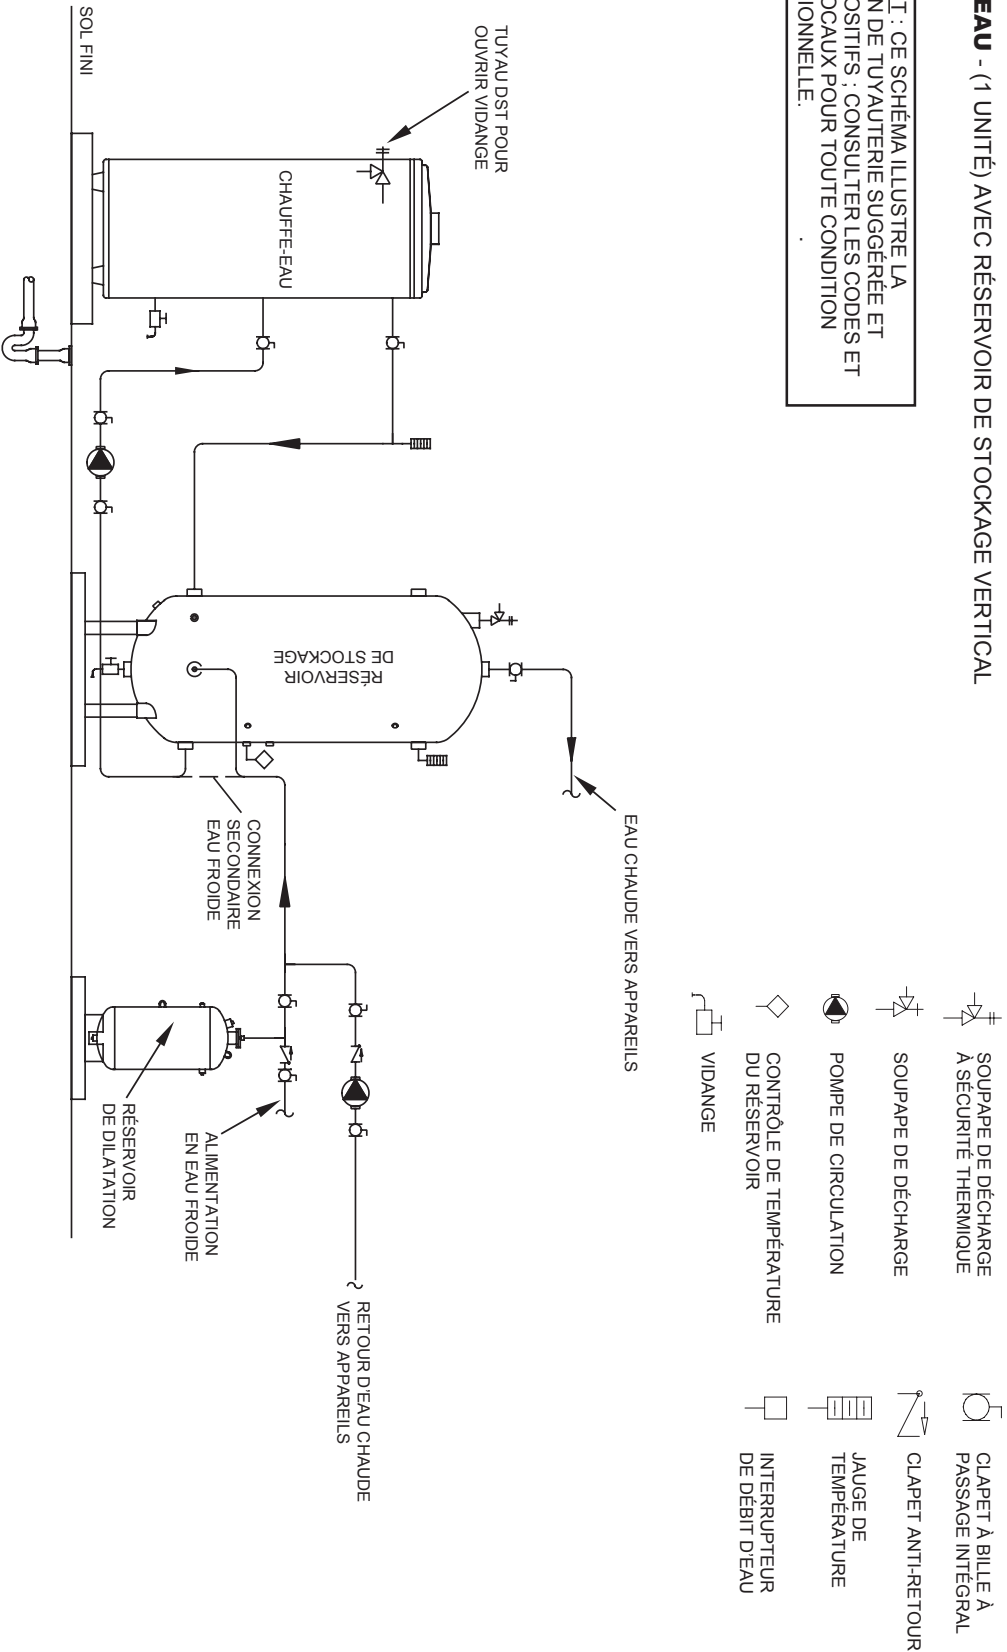 EAU - (1 UNITÉ) AVEC RÉSERVOIR DE STOCKAGE VERTICAL
T : CE SCHÉMA ILLUSTRE LA
N DE TUYAUTERIE SUGGÉRÉE ET
OSITIFS ; CONSULTER LES CODES ET
OCAUX POUR TOUTE CONDITION
IONNELLE.
.
TUYAU DST POUR
OUVRIR VIDANGE
CHAUFFE-EAU
SOL FINI
RÉSERVOIR
DE STOCKAGE
EAU CHAUDE VERS APPAREILS
CONNEXION
SECONDAIRE
EAU FROIDE
RÉSERVOIR
DE DILATATION
ALIMENTATION
EN EAU FROIDE
RETOUR D'EAU CHAUDE
VERS APPAREILS
SOUPAPE DE DÉCHARGE
À SÉCURITÉ THERMIQUE
SOUPAPE DE DÉCHARGE
POMPE DE CIRCULATION
CONTRÔLE DE TEMPÉRATURE
DU RÉSERVOIR
VIDANGE
CLAPET À BILLE À
PASSAGE INTÉGRAL
CLAPET ANTI-RETOUR
JAUGE DE
TEMPÉRATURE
INTERRUPTEUR
DE DÉBIT D'EAU